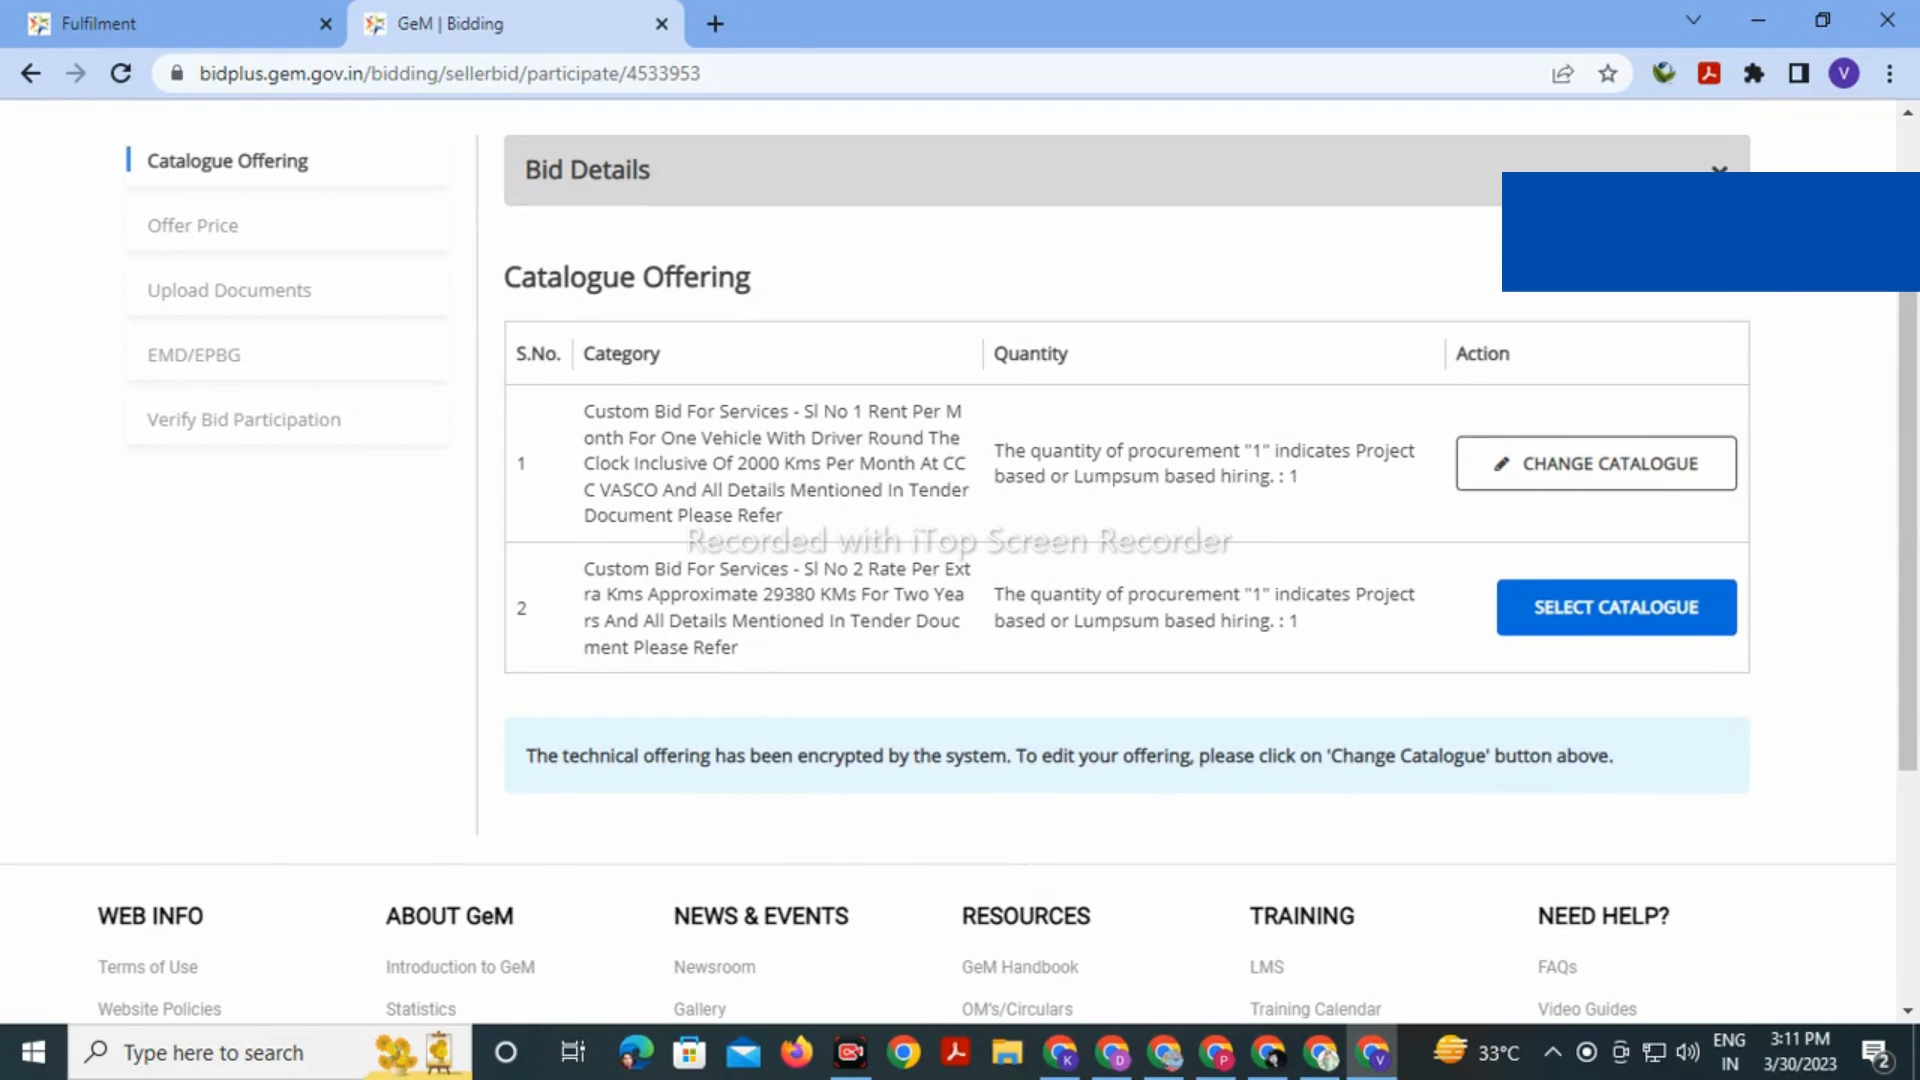 Fulfilment
GeM | Bidding
bidplus.gem.gov.in/bidding/sellerbid/participate/4533953
V
Catalogue Offering
Offer Price
Upload Documents
EMD/EPBG
Verify Bid Participation
Bid Details
Catalogue Offering
S.No. Category Quantity Action
1
Custom Bid For Services - Sl No 1 Rent Per M
onth For One Vehicle With Driver Round The
Clock Inclusive Of 2000 Kms Per Month At CC
C VASCO And All Details Mentioned In Tender
Document Please Refer
The quantity of procurement "1" indicates Project
based or Lumpsum based hiring. : 1
CHANGE CATALOGUE
Recorded with iTop Screen Recorder
2
Custom Bid For Services - Sl No 2 Rate Per Ext
ra Kms Approximate 29380 KMs For Two Yea
rs And All Details Mentioned In Tender Douc
ment Please Refer
The quantity of procurement "1" indicates Project
based or Lumpsum based hiring. : 1
SELECT CATALOGUE
The technical offering has been encrypted by the system. To edit your offering, please click on 'Change Catalogue' button above.
WEB INFO
Terms of Use
Website Policies
ABOUT GeM
Introduction to GeM
Statistics
NEWS & EVENTS
Newsroom
Gallery
RESOURCES
GeM Handbook
OM's/Circulars
TRAINING
LMS
Training Calendar
NEED HELP?
FAQs
Video Guides
Type here to search
K
D
P
V
33°C
ENG
IN
3:11 PM
3/30/2023
2